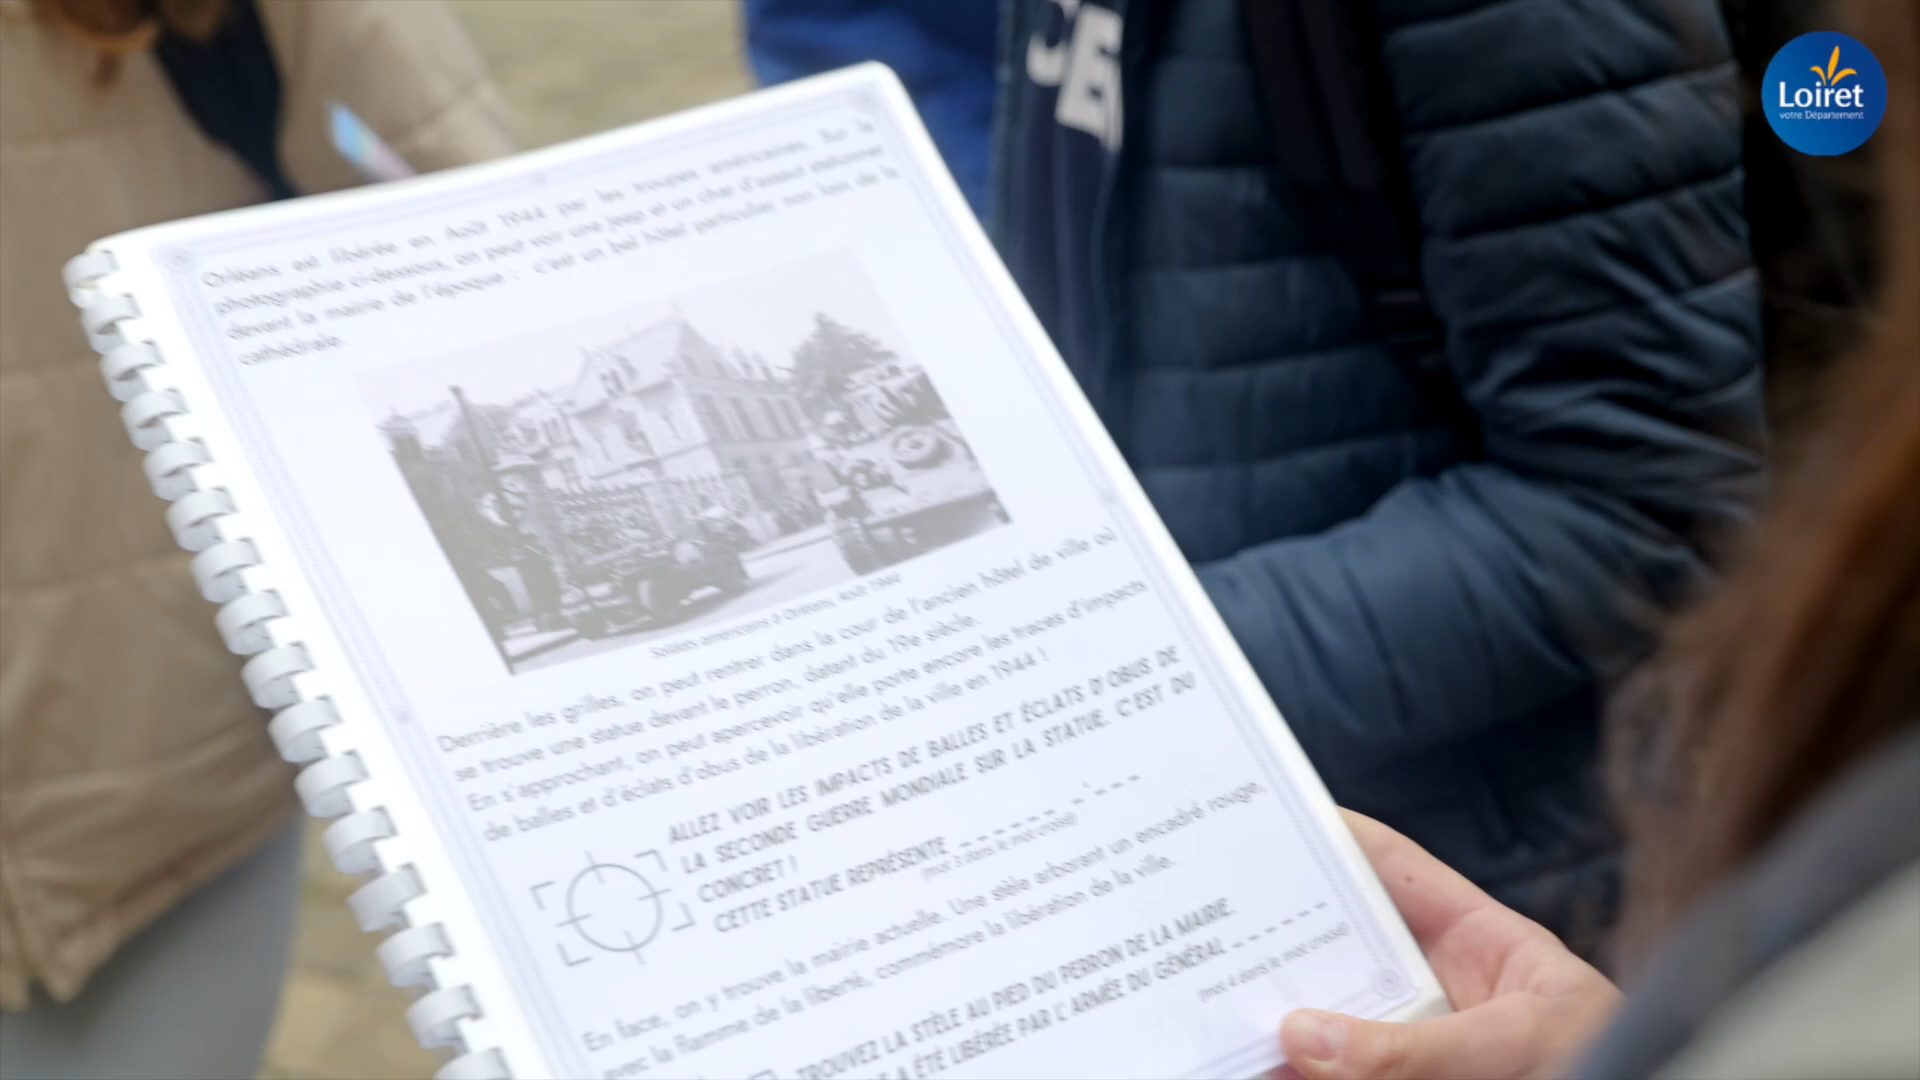 Loiret
votre Département
Orléans est libérée en Août 1944 par les troupes américaines. Sur la
photographie ci-dessous, on peut voir une jeep et un char d'assaut stationner
devant la mairie de l'époque : c'est un bel hôtel particulier non loin de la
cathédrale.
Soldats américains à Orléans, Août 1944
Derrière les grilles, on peut rentrer dans la cour de l'ancien hôtel de ville où
se trouve une statue devant le perron, datant du 19e siècle.
En s'approchant, on peut apercevoir qu'elle porte encore les traces d'impacts
de balles et d'éclats d'obus de la libération de la ville en 1944 !
ALLEZ VOIR LES IMPACTS DE BALLES ET ÉCLATS D'OBUS DE
LA SECONDE GUERRE MONDIALE SUR LA STATUE. C'EST DU
CONCRET !
CETTE STATUE REPRÉSENTE _ _ _ _ _ _ _'_ _ _
(mot 3 dans le mot croisé)
En face, on y trouve la mairie actuelle. Une stèle arborant un encadré rouge,
avec la flamme de la liberté, commémore la libération de la ville.
TROUVEZ LA STÈLE AU PIED DU PERRON DE LA MARIE.
A ÉTÉ LIBÉRÉE PAR L'ARMÉE DU GÉNÉRAL _ _ _ _ _ _
(mot 4 dans le mot croisé)